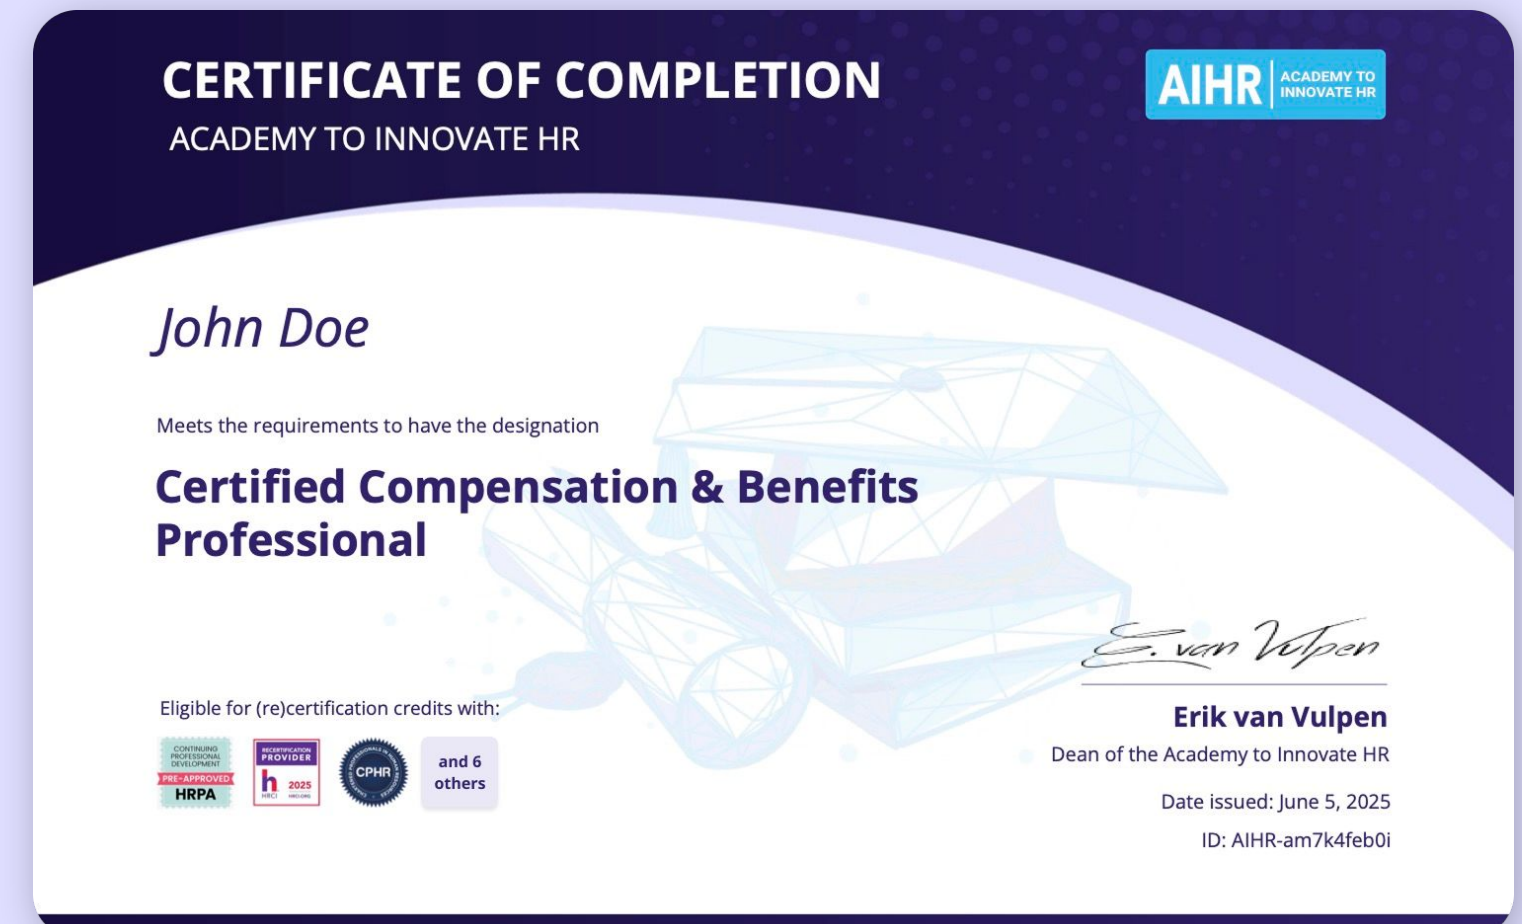 CERTIFICATE OF COMPLETION
ACADEMY TO INNOVATE HR
AIHR
ACADEMY TO
INNOVATE HR
John Doe
Meets the requirements to have the designation
Certified Compensation & Benefits
Professional
E. van Vulpen
Erik van Vulpen
Dean of the Academy to Innovate HR
Date issued: June 5, 2025
ID: AIHR-am7k4feb0i
Eligible for (re)certification credits with:
CONTINUING
PROFESSIONAL
DEVELOPMENT
PRE-APPROVED
HRPA
RECERTIFICATION
PROVIDER
h
HRCI
2025
HRCI.ORG
CPHR
and 6
others